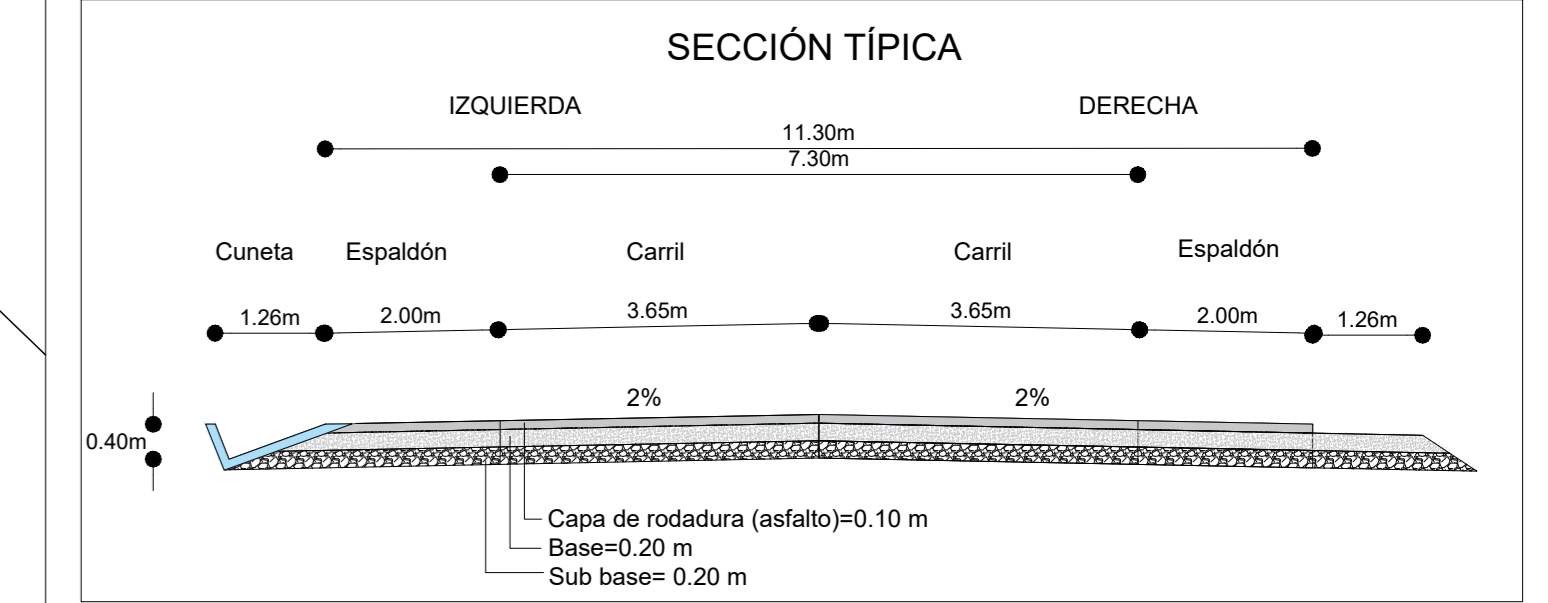 SECCIÓN TÍPICA
IZQUIERDA DERECHA
11.30m
7.30m
Cuneta Espaldón Carril Carril Espaldón
1.26m 2.00m 3.65m 3.65m 2.00m 1.26m
2% 2%
0.40m
Capa de rodadura (asfalto)=0.10 m
Base=0.20 m
Sub base= 0.20 m